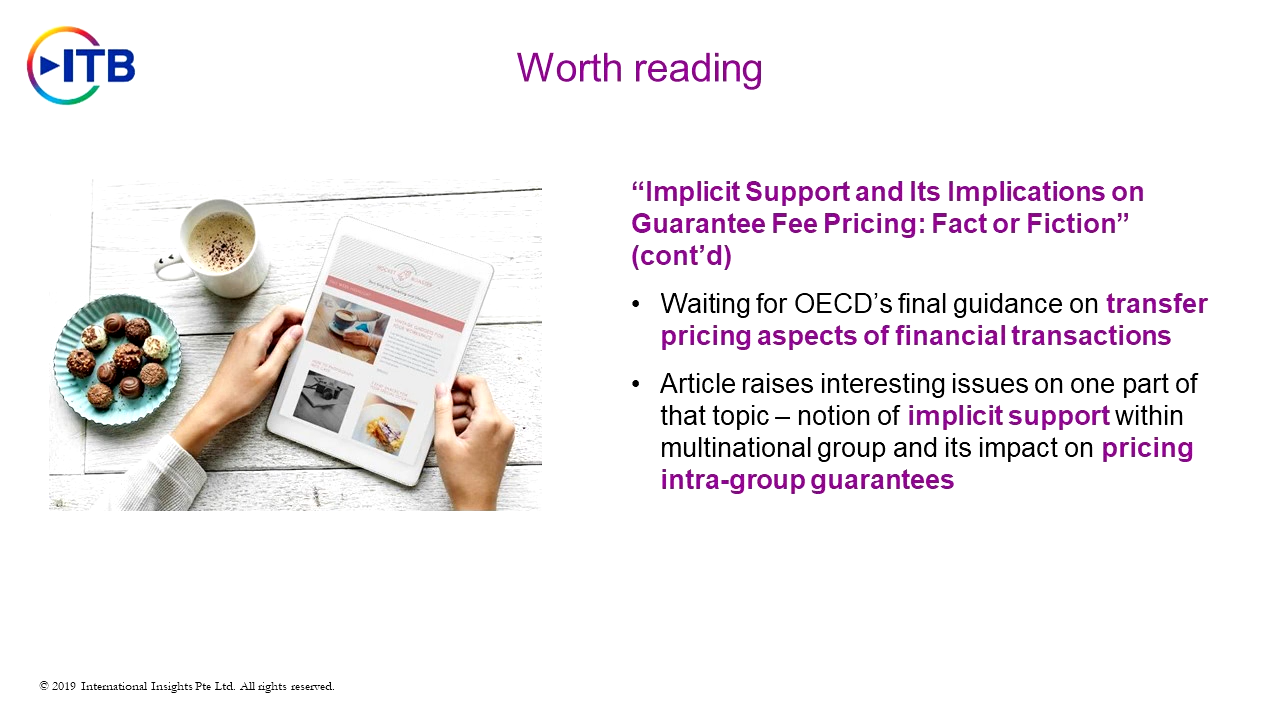 ITB
Worth reading
“Implicit Support and Its Implications on
Guarantee Fee Pricing: Fact or Fiction”
(cont’d)
• Waiting for OECD’s final guidance on transfer
pricing aspects of financial transactions
• Article raises interesting issues on one part of
that topic – notion of implicit support within
multinational group and its impact on pricing
intra-group guarantees
© 2019 International Insights Pte Ltd. All rights reserved.